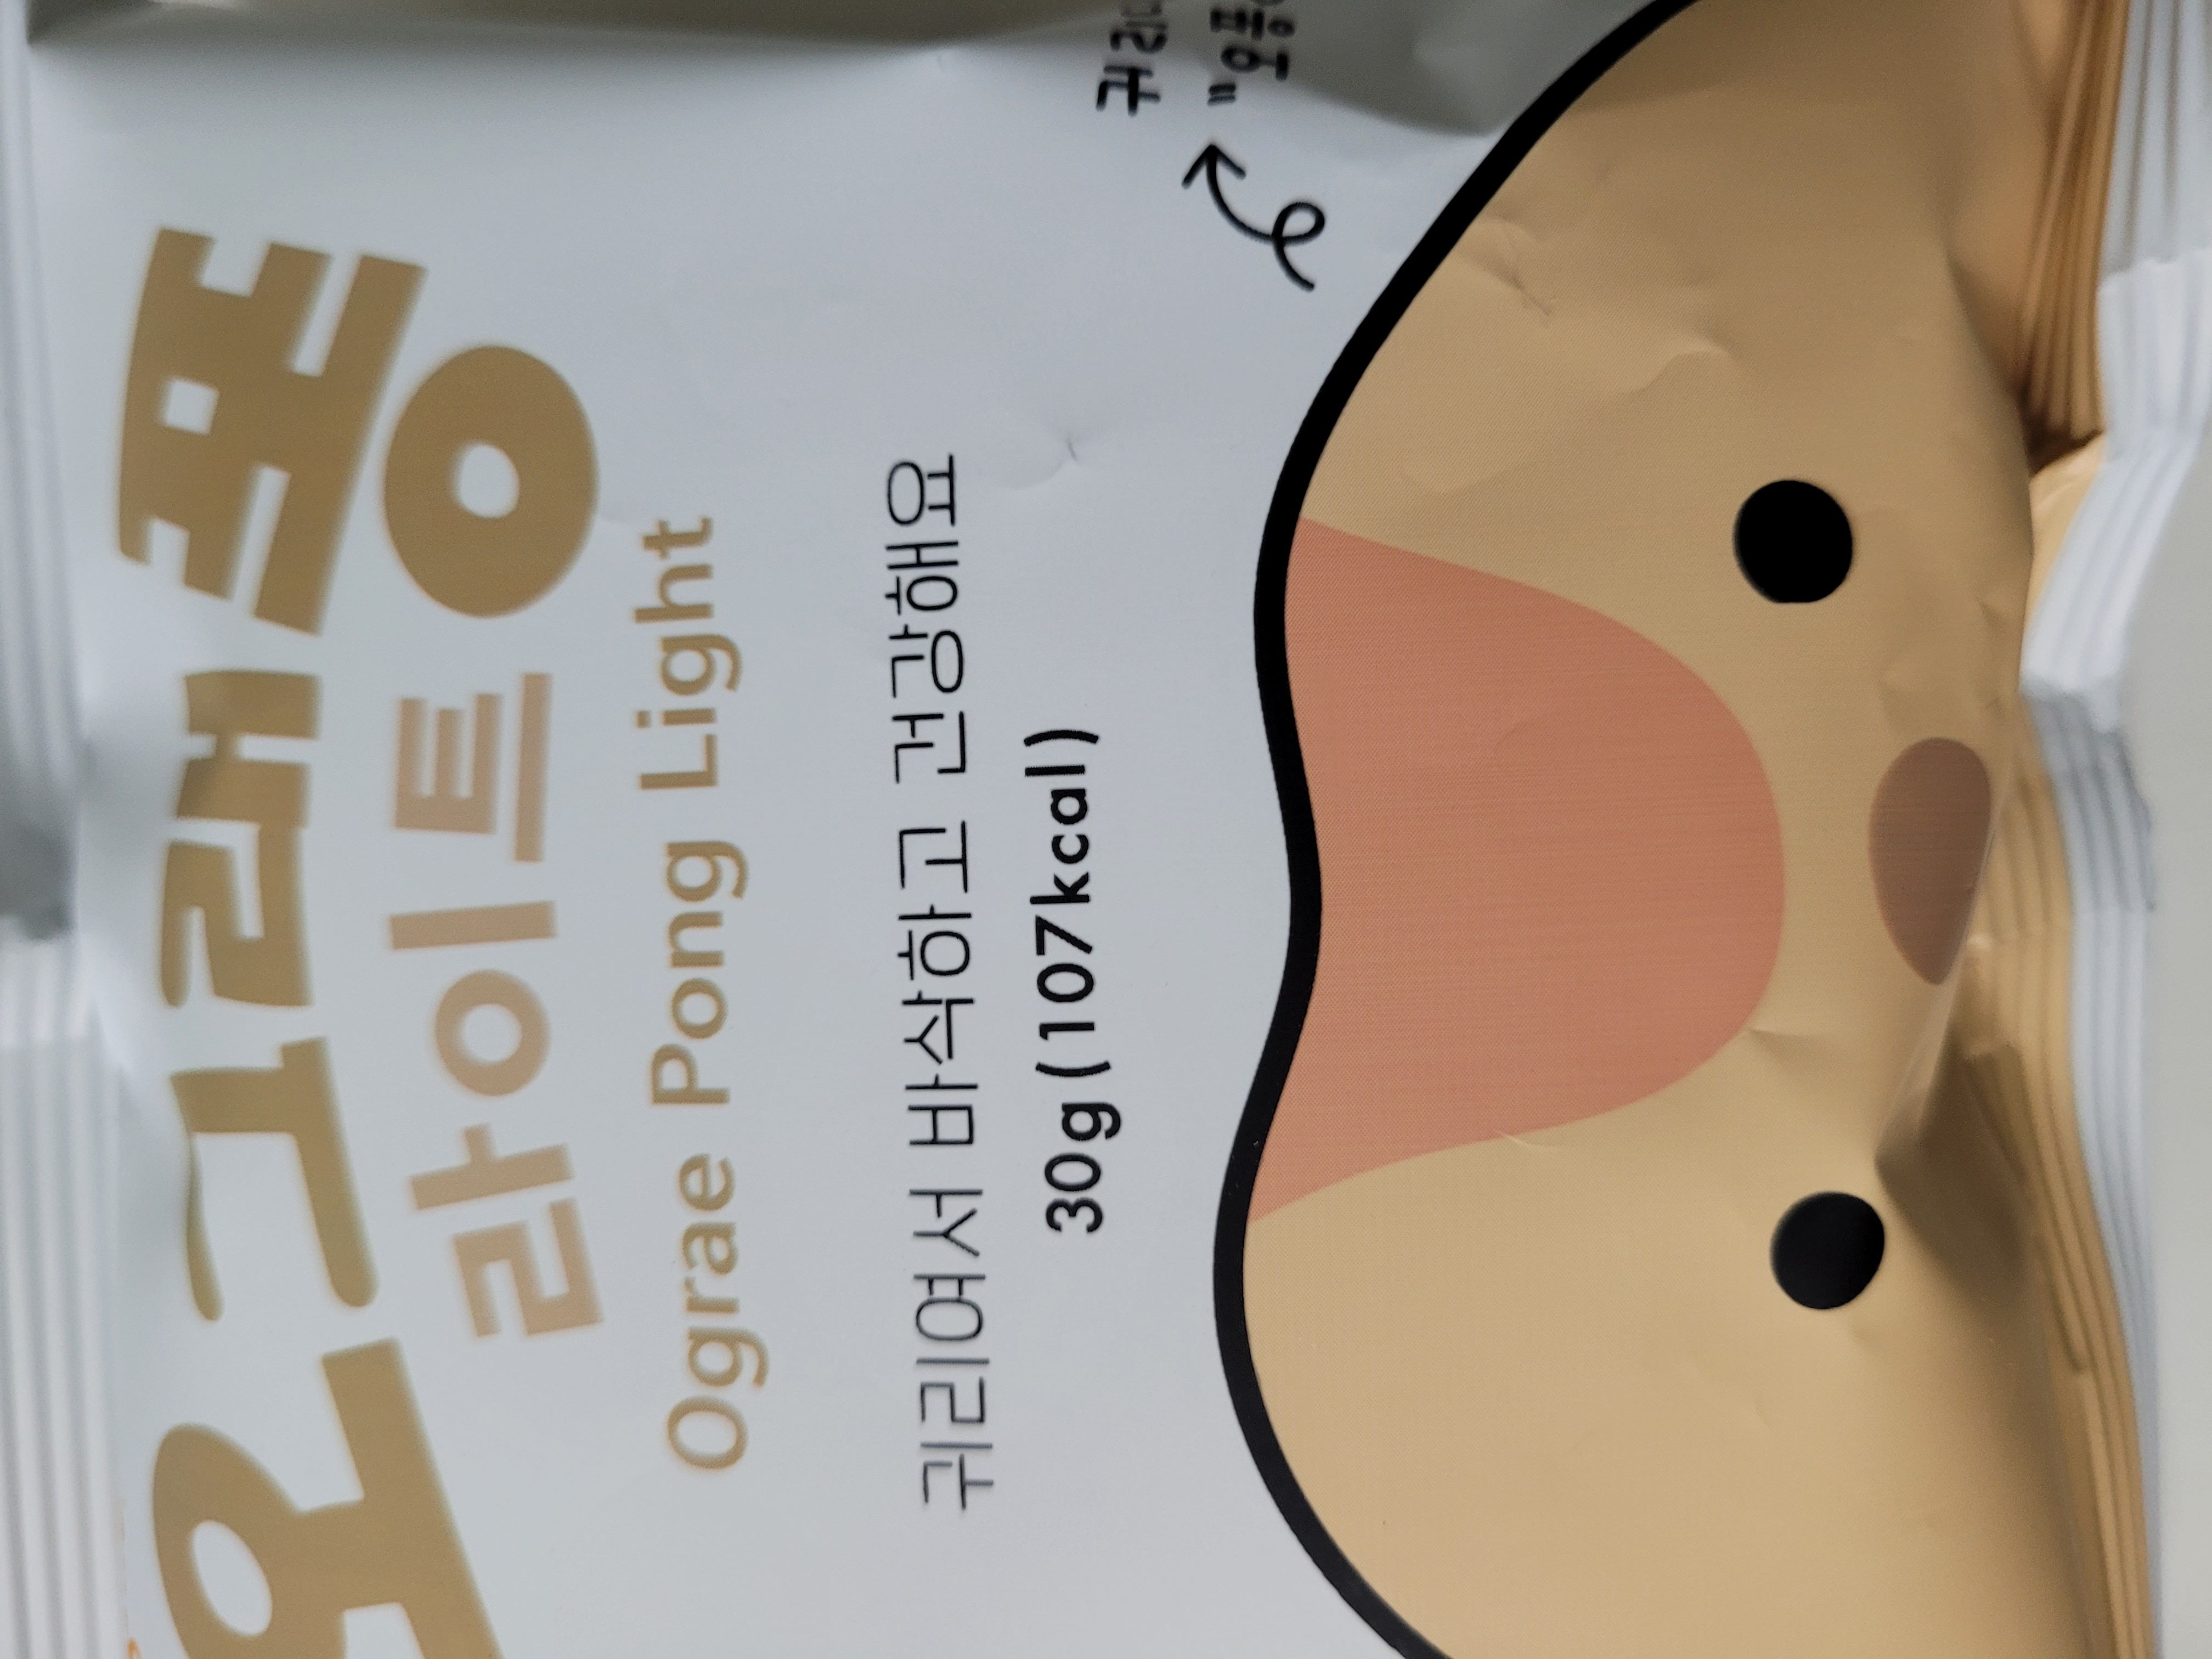 오그래퐁
라이트
Ograe Pong Light
귀리여서 바삭하고 건강해요
30g (107kcal)